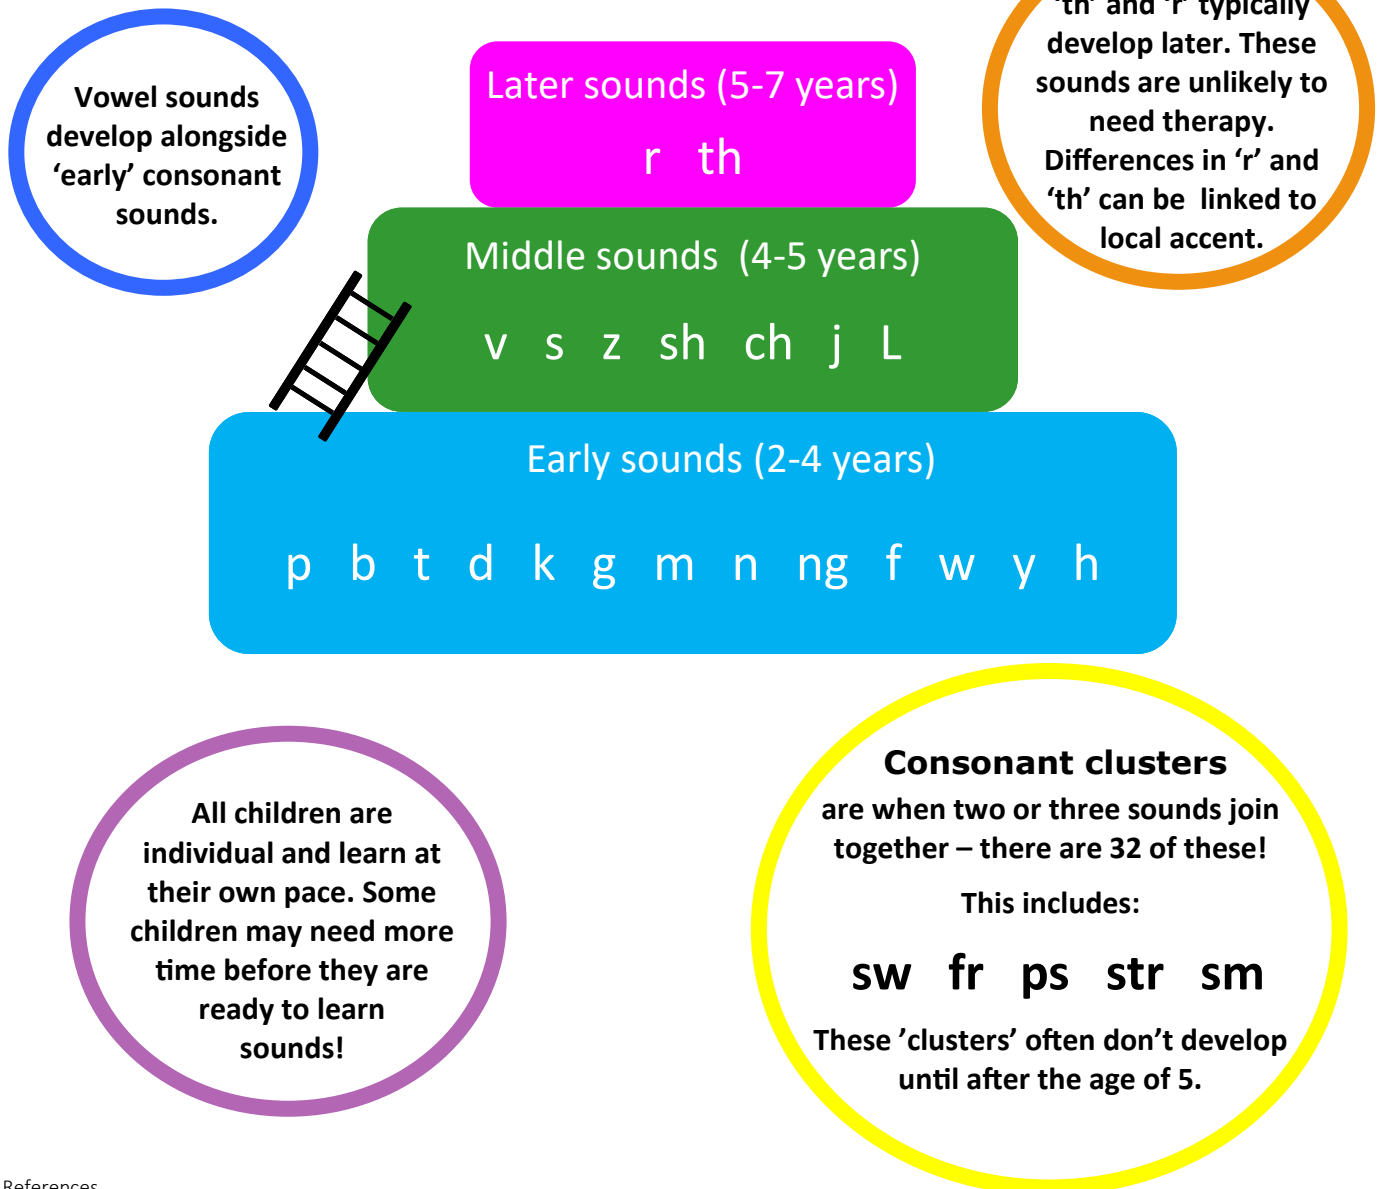 ‘th’ and ‘r’ typically
develop later. These
sounds are unlikely to
need therapy.
Differences in ‘r’ and
‘th’ can be  linked to
local accent.
Vowel sounds
develop alongside
‘early’ consonant
sounds.
Later sounds (5-7 years)
r th
Middle sounds  (4-5 years)
v s z sh ch j L
Early sounds (2-4 years)
p b t d k g m n ng f w y h
All children are
individual and learn at
their own pace. Some
children may need more
time before they are
ready to learn
sounds!
Consonant clusters
are when two or three sounds join
together – there are 32 of these!
This includes:
sw fr ps str sm
These ’clusters’ often don’t develop
until after the age of 5.
References